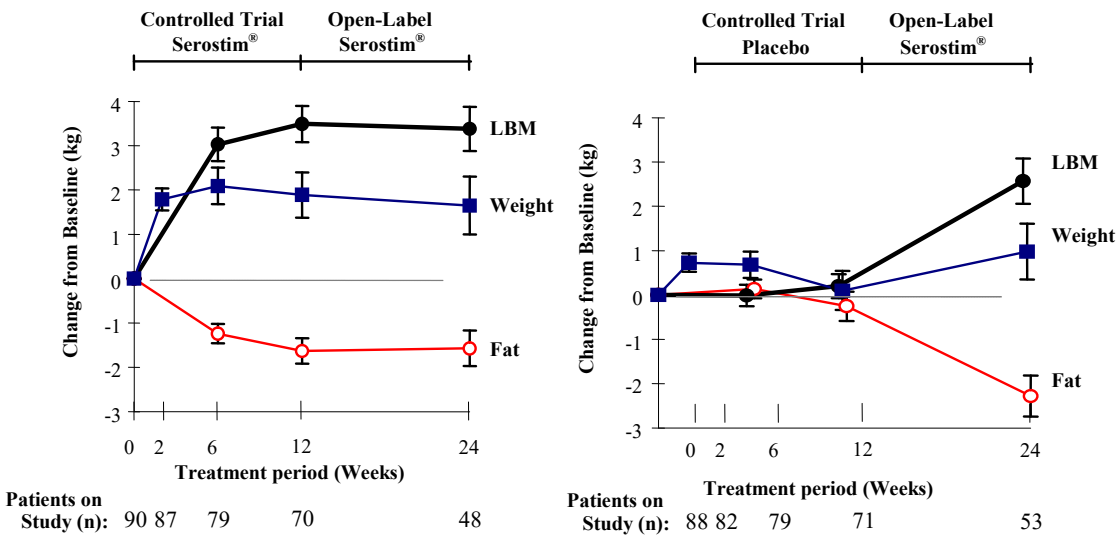 Controlled Trial
Serostim®
Open-Label
Serostim®
4
3
2
1
0
-1
-2
-3
Change from Baseline (kg)
LBM
Weight
Fat
0 2 6 12 24
Treatment period (Weeks)
Patients on
Study (n): 90 87 79 70 48
Controlled Trial
Placebo
Open-Label
Serostim®
4
3
2
1
0
-1
-2
-3
Change from Baseline (kg)
LBM
Weight
Fat
0 2 6 12 24
Treatment period (Weeks)
Patients on
Study (n): 88 82 79 71 53